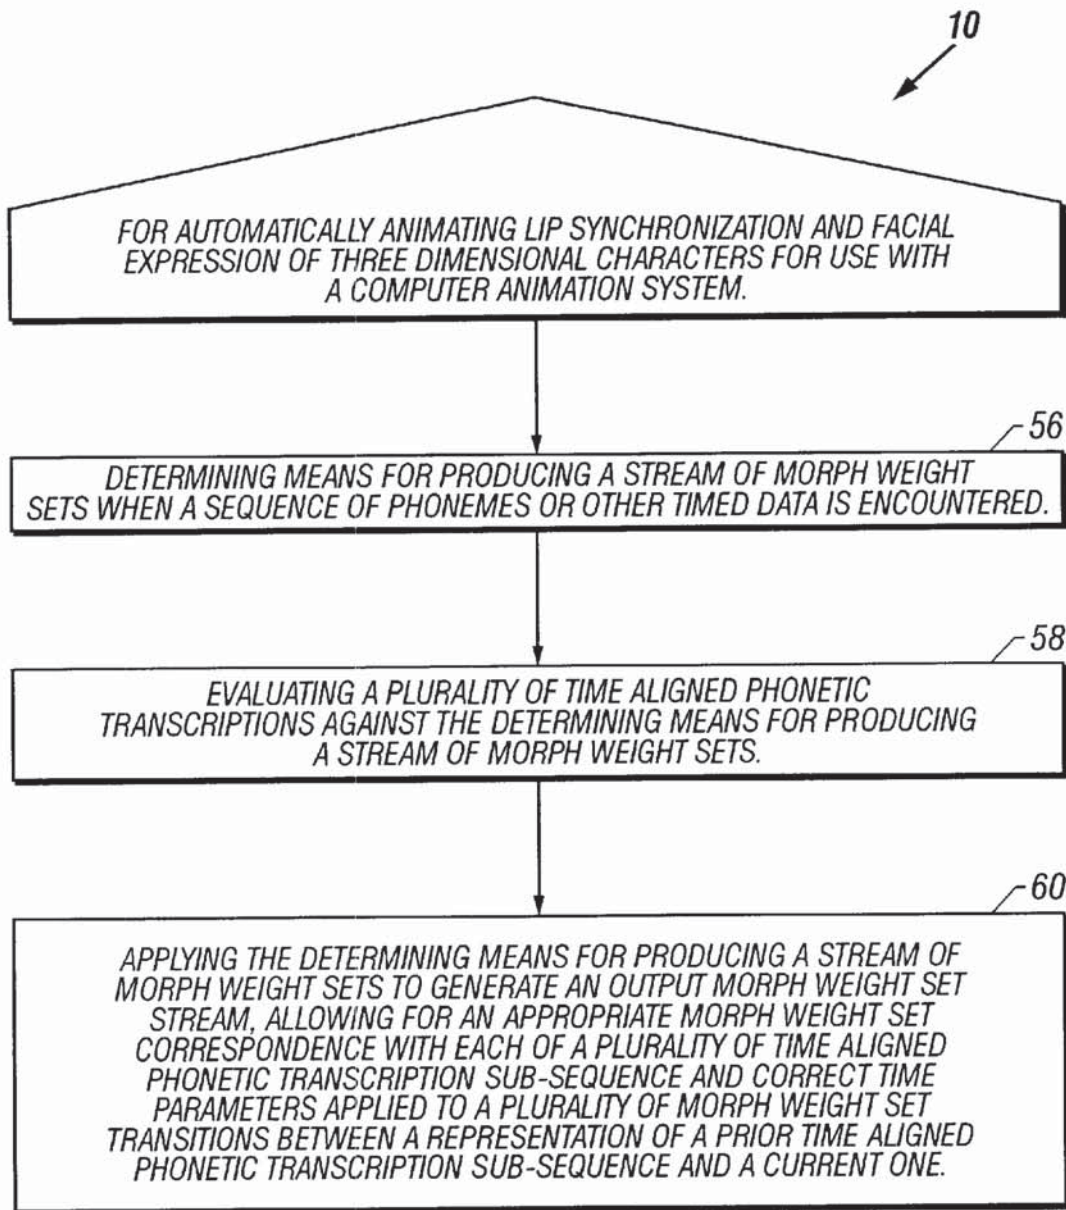 10
FOR AUTOMATICALLY ANIMATING LIP SYNCHRONIZATION AND FACIAL
EXPRESSION OF THREE DIMENSIONAL CHARACTERS FOR USE WITH
A COMPUTER ANIMATION SYSTEM.
56
DETERMINING MEANS FOR PRODUCING A STREAM OF MORPH WEIGHT
SETS WHEN A SEQUENCE OF PHONEMES OR OTHER TIMED DATA IS ENCOUNTERED.
58
EVALUATING A PLURALITY OF TIME ALIGNED PHONETIC
TRANSCRIPTIONS AGAINST THE DETERMINING MEANS FOR PRODUCING
A STREAM OF MORPH WEIGHT SETS.
60
APPLYING THE DETERMINING MEANS FOR PRODUCING A STREAM OF
MORPH WEIGHT SETS TO GENERATE AN OUTPUT MORPH WEIGHT SET
STREAM, ALLOWING FOR AN APPROPRIATE MORPH WEIGHT SET
CORRESPONDENCE WITH EACH OF A PLURALITY OF TIME ALIGNED
PHONETIC TRANSCRIPTION SUB-SEQUENCE AND CORRECT TIME
PARAMETERS APPLIED TO A PLURALITY OF MORPH WEIGHT SET
TRANSITIONS BETWEEN A REPRESENTATION OF A PRIOR TIME ALIGNED
PHONETIC TRANSCRIPTION SUB-SEQUENCE AND A CURRENT ONE.